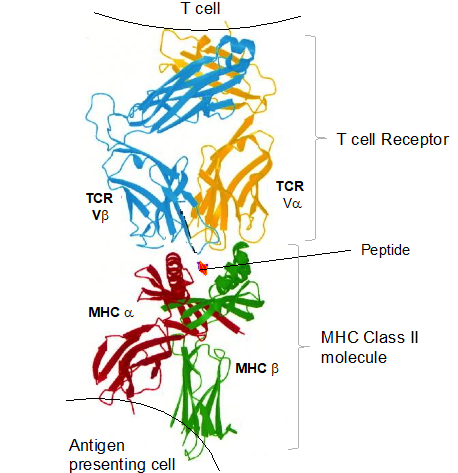 T cell
T cell Receptor
TCR
Vβ
TCR
Vα
Peptide
MHC α
MHC Class II
molecule
MHC β
Antigen
presenting cell